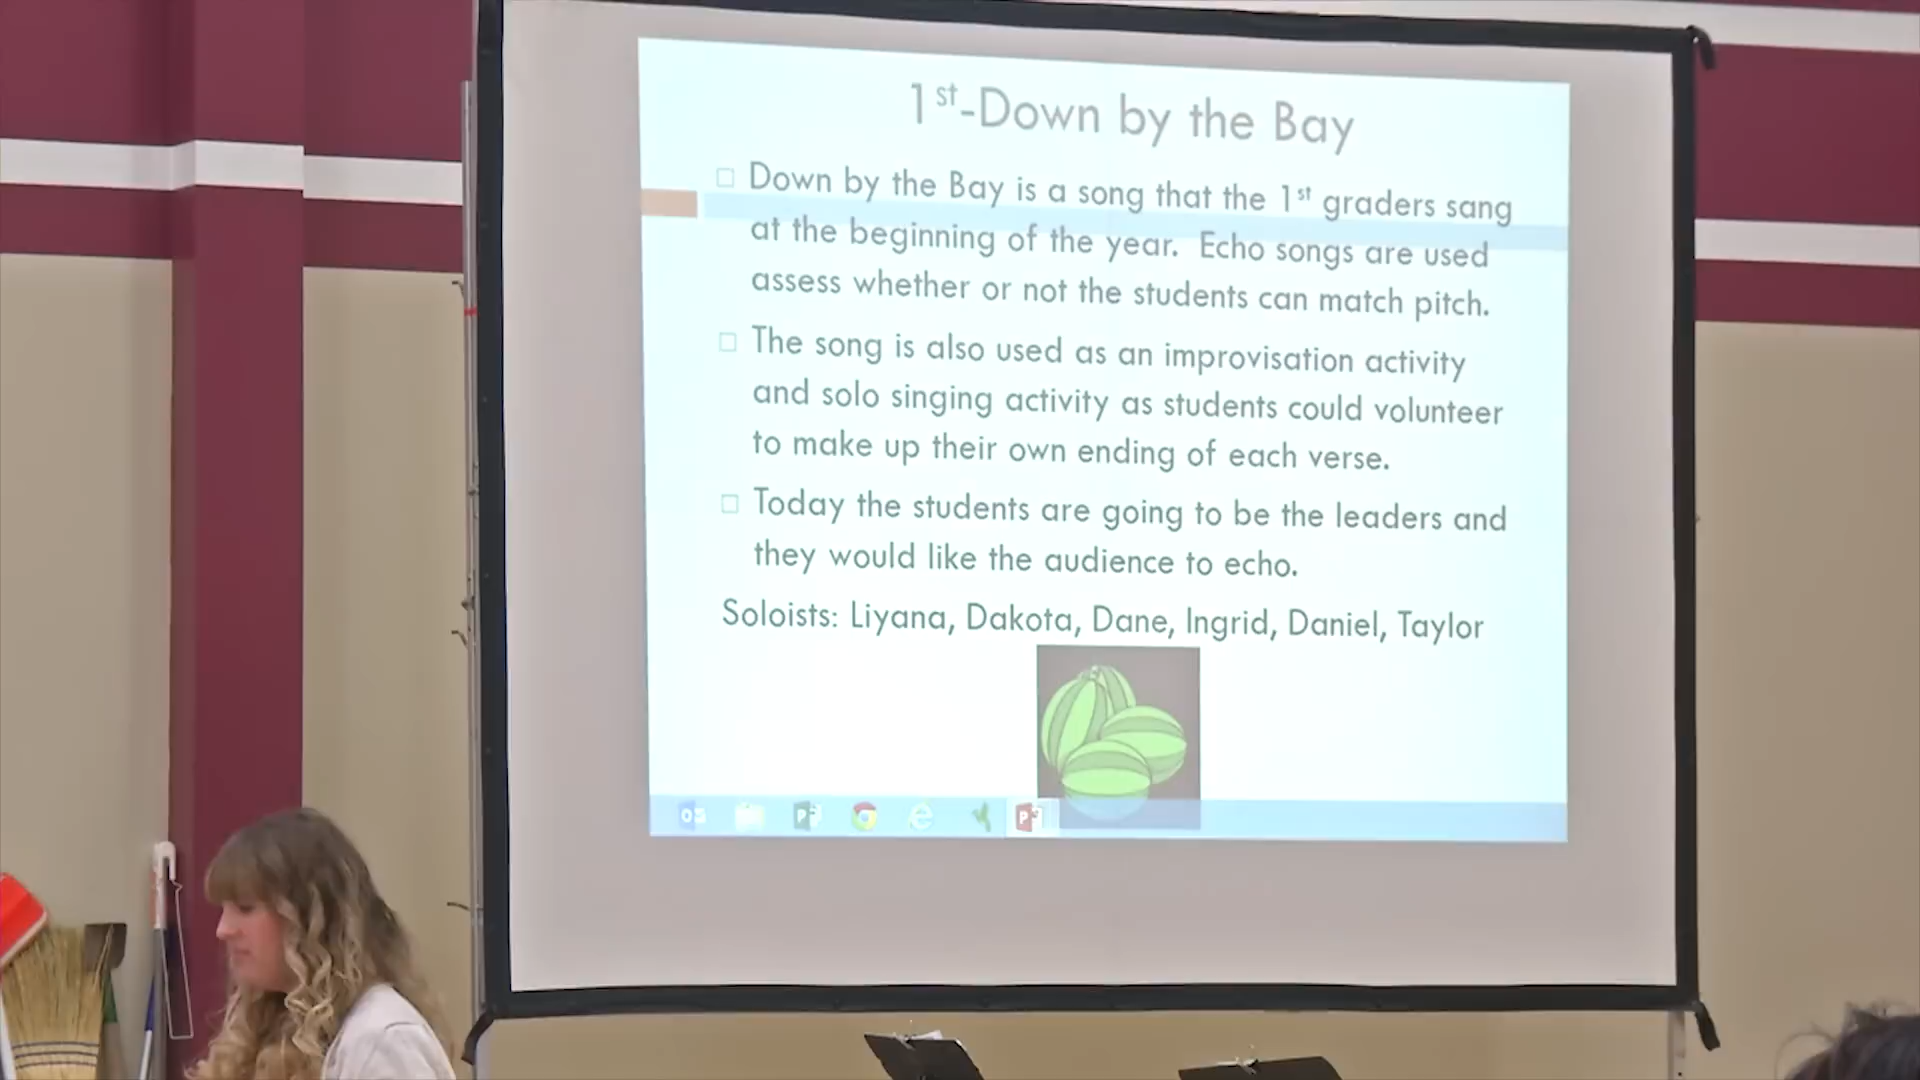 1st-Down by the Bay
Down by the Bay is a song that the 1st graders sang
at the beginning of the year. Echo songs are used
assess whether or not the students can match pitch.
The song is also used as an improvisation activity
and solo singing activity as students could volunteer
to make up their own ending of each verse.
Today the students are going to be the leaders and
they would like the audience to echo.
Soloists: Liyana, Dakota, Dane, Ingrid, Daniel, Taylor